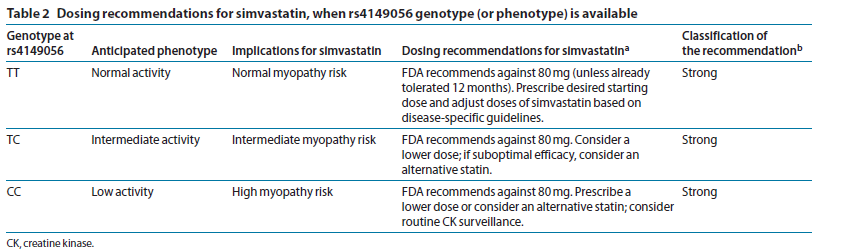 Table 2 Dosing recommendations for simvastatin, when rs4149056 genotype (or phenotype) is available
Genotype at rs4149056 Anticipated phenotype Implications for simvastatin Dosing recommendations for simvastatinᵃ Classification of the recommendationᵇ
TT Normal activity Normal myopathy risk FDA recommends against 80 mg (unless already Strong
tolerated 12 months). Prescribe desired starting
dose and adjust doses of simvastatin based on
disease-specific guidelines.
TC Intermediate activity Intermediate myopathy risk FDA recommends against 80 mg. Consider a Strong
lower dose; if suboptimal efficacy, consider an
alternative statin.
CC Low activity High myopathy risk FDA recommends against 80 mg. Prescribe a Strong
lower dose or consider an alternative statin; consider
routine CK surveillance.
CK, creatine kinase.